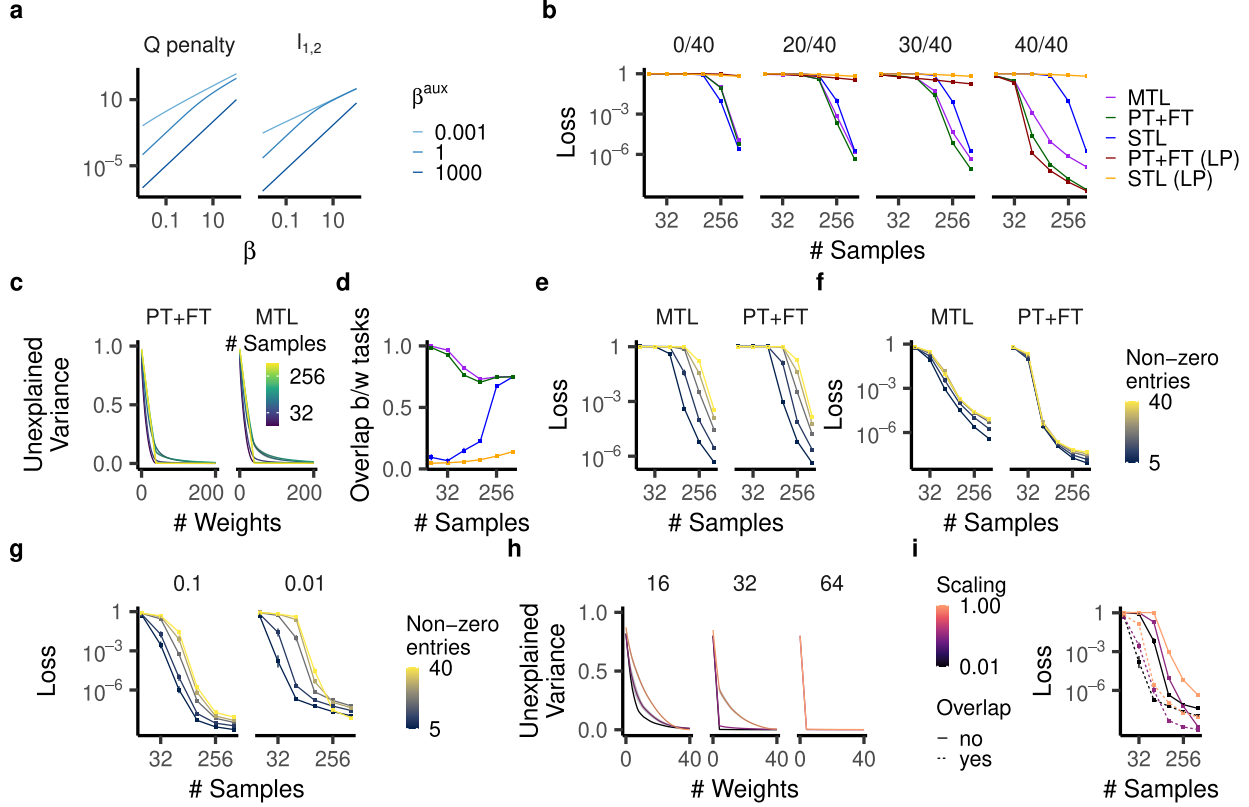 a
Q penalty
l1,2
10
10−5
0.1 10
0.1 10
β
βaux
0.001
1
1000
b
0/40
20/40
30/40
40/40
1
10−3
10−6
Loss
32 256
32 256
32 256
32 256
# Samples
MTL
PT+FT
STL
PT+FT (LP)
STL (LP)
c
PT+FT
MTL
# Samples
256
32
1.0
0.5
0.0
Unexplained
Variance
0 200
0 200
# Weights
d
Overlap b/w tasks
1.0
0.5
0.0
32 256
# Samples
e
MTL
PT+FT
Loss
1
10−3
10−6
32 256
32 256
# Samples
f
MTL
PT+FT
1
10−3
10−6
32 256
32 256
# Samples
Non−zero
entries
40
5
g
0.1
0.01
Loss
1
10−3
10−6
32 256
32 256
# Samples
Non−zero
entries
40
5
h
16
32
64
Unexplained
Variance
1.0
0.5
0.0
0 40
0 40
0 40
# Weights
i
Scaling
1.00
0.01
Overlap
no
yes
Loss
1
10−3
10−6
32 256
# Samples